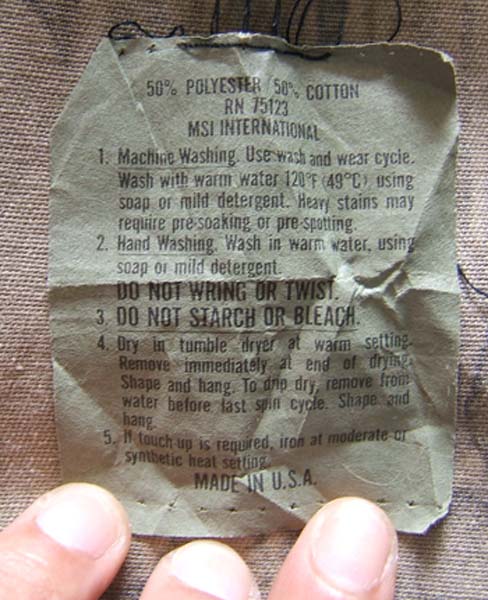 50% POLYESTER/50% COTTON
RN 75123
MSI INTERNATIONAL
1. Machine Washing. Use wash and wear cycle.
Wash with warm water 120°F (49°C) using
soap or mild detergent. Heavy stains may
require pre-soaking or pre-spotting.
2. Hand Washing. Wash in warm water, using
soap or mild detergent.
DO NOT WRING OR TWIST.
3. DO NOT STARCH OR BLEACH.
4. Dry in tumble dryer at warm setting.
Remove immediately at end of drying.
Shape and hang. To drip dry, remove from
water before last spin cycle. Shape and
hang.
5. If touch up is required, iron at moderate or
synthetic heat setting.
MADE IN U.S.A.